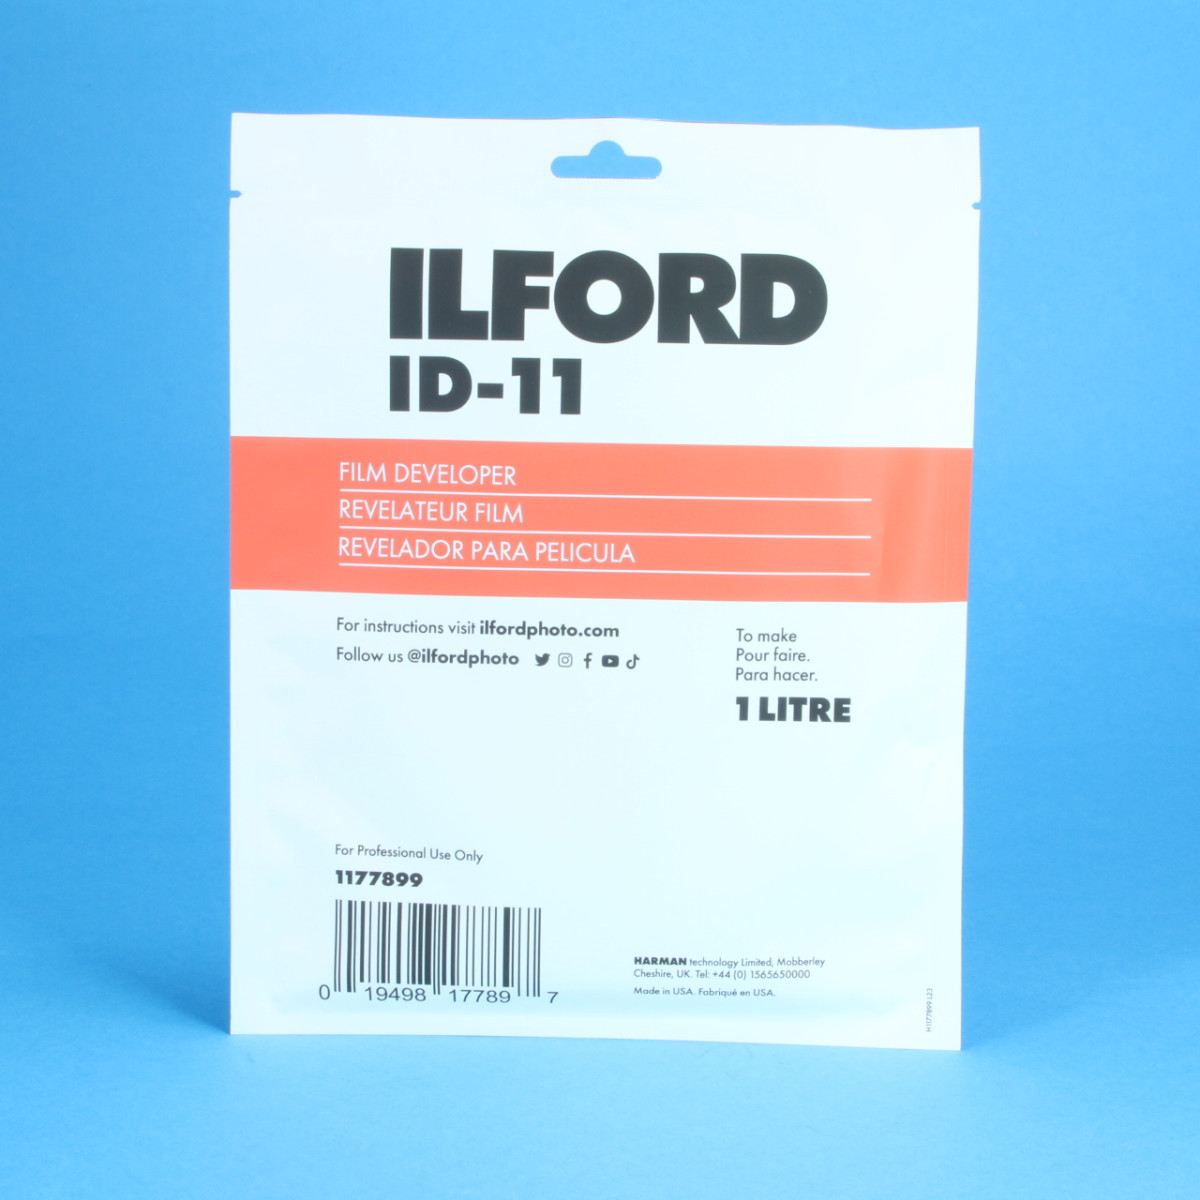 ILFORD
ID-11
FILM DEVELOPER
REVELATEUR FILM
REVELADOR PARA PELICULA
For instructions visit ilfordphoto.com
Follow us @ilfordphoto
To make
Pour faire.
Para hacer.
1 LITRE
For Professional Use Only
1177899
0 19498 17789 7
HARMAN technology Limited, Mobberley
Cheshire, UK. Tel: +44 (0) 1565650000
Made in USA. Fabriqué en USA.
H1177899 L23